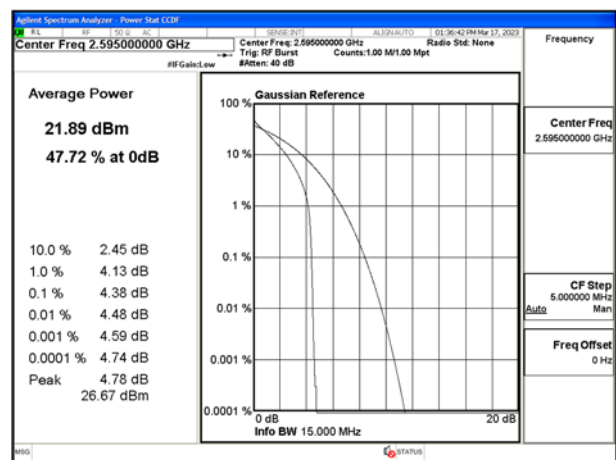 Agilent Spectrum Analyzer - Power Stat CCDF
RL RF 50 Ω AC SENSE:INT ALIGNAUTO 01:36:42 PM Mar 17, 2023
Center Freq 2.595000000 GHz
Center Freq: 2.595000000 GHz Radio Std: None
Trig: RF Burst Counts:1.00 M/1.00 Mpt
#IFGain:Low #Atten: 40 dB
Frequency
Average Power
21.89 dBm
47.72 % at 0dB
10.0 % 2.45 dB
1.0 % 4.13 dB
0.1 % 4.38 dB
0.01 % 4.48 dB
0.001 % 4.59 dB
0.0001 % 4.74 dB
Peak 4.78 dB
26.67 dBm
Gaussian Reference
100 %
10 %
1 %
0.1 %
0.01 %
0.001 %
0.0001 %
0 dB 20 dB
Info BW 15.000 MHz
Center Freq
2.595000000 GHz
CF Step
5.000000 MHz
Auto Man
Freq Offset
0 Hz
MSG STATUS